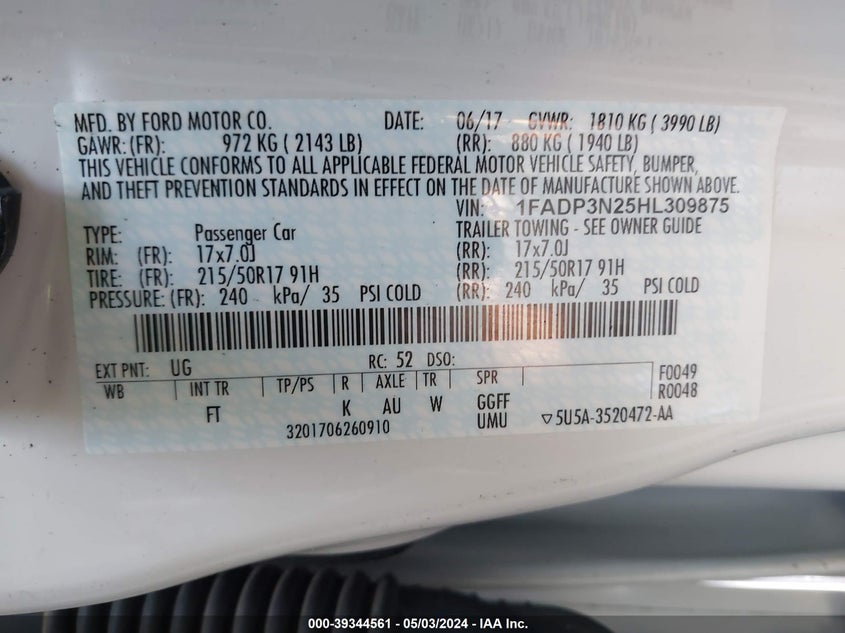 MFD. BY FORD MOTOR CO. DATE: 06/17 GVWR: 1810 KG ( 3990 LB)
GAWR: (FR): 972 KG ( 2143 LB) (RR): 880 KG ( 1940 LB)
THIS VEHICLE CONFORMS TO ALL APPLICABLE FEDERAL MOTOR VEHICLE SAFETY, BUMPER,
AND THEFT PREVENTION STANDARDS IN EFFECT ON THE DATE OF MANUFACTURE SHOWN ABOVE.
VIN: 1FADP3N25HL309875
TYPE: Passenger Car TRAILER TOWING - SEE OWNER GUIDE
RIM: (FR): 17x7.0J (RR): 17x7.0J
TIRE: (FR): 215/50R17 91H (RR): 215/50R17 91H
PRESSURE: (FR): 240 kPa/ 35 PSI COLD (RR): 240 kPa/ 35 PSI COLD
EXT PNT: UG RC: 52 DSO:
WB INT TR TP/PS R AXLE TR SPR F0049
FT K AU W GGFF R0048
3201706260910 UMU ▽5U5A-3520472-AA
000-39344561 - 05/03/2024 - IAA Inc.